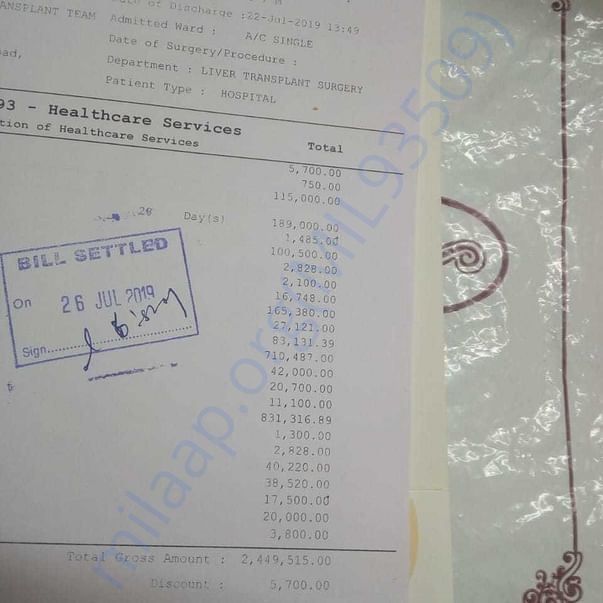 Date of Discharge :22-Jul-2019 13:49
TRANSPLANT TEAM Admitted Ward : A/C SINGLE
Date of Surgery/Procedure :
Department : LIVER TRANSPLANT SURGERY
Patient Type : HOSPITAL
93 - Healthcare Services
tion of Healthcare Services Total
5,700.00
750.00
115,000.00
28 Day(s) 189,000.00
1,485.00
100,500.00
2,828.00
2,100.00
16,748.00
165,380.00
27,121.00
83,131.39
710,487.00
42,000.00
20,700.00
11,100.00
831,316.89
1,300.00
2,828.00
40,220.00
38,520.00
17,500.00
20,000.00
3,800.00
Total Gross Amount : 2,449,515.00
Discount : 5,700.00
BILL SETTLED
On 26 JUL 2019
Sign
milaap.org